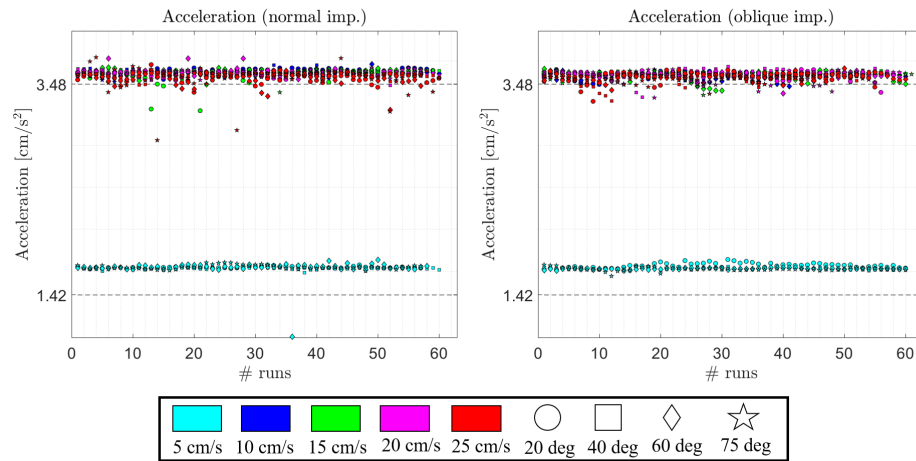 Acceleration (normal imp.)
Acceleration [cm/s²]
3.48
1.42
0 10 20 30 40 50 60
# runs
Acceleration (oblique imp.)
Acceleration [cm/s²]
3.48
1.42
0 10 20 30 40 50 60
# runs
5 cm/s 10 cm/s 15 cm/s 20 cm/s 25 cm/s 20 deg 40 deg 60 deg 75 deg